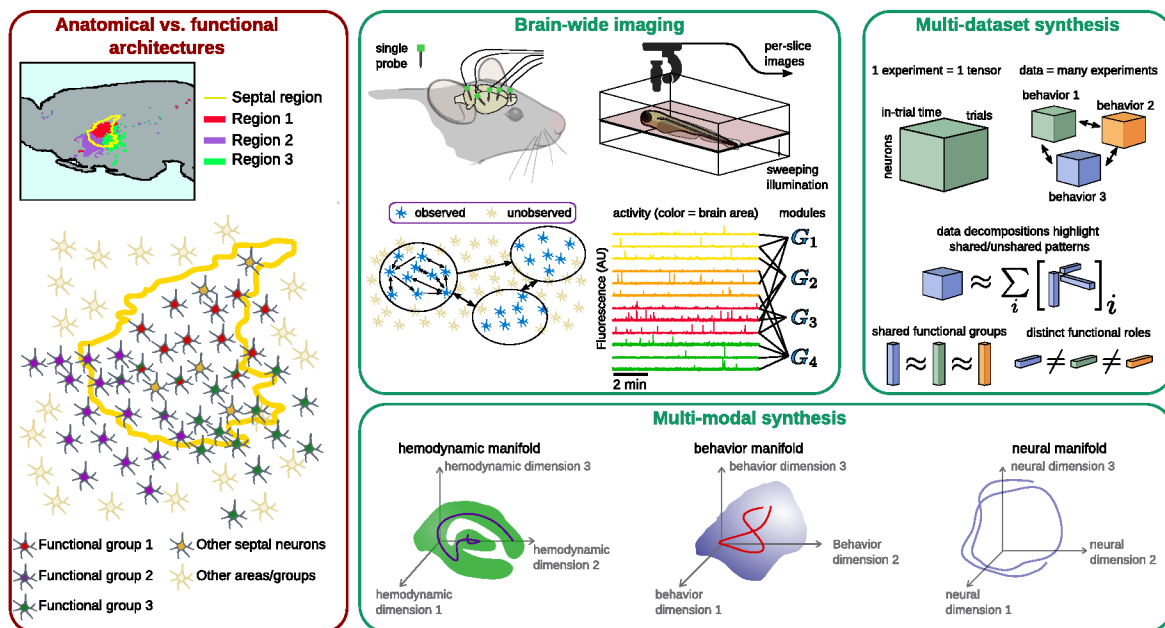 Anatomical vs. functional
architectures
Septal region
Region 1
Region 2
Region 3
Functional group 1
Functional group 2
Functional group 3
Other septal neurons
Other areas/groups
Brain-wide imaging
single
probe
per-slice
images
sweeping
illumination
observed
unobserved
activity (color = brain area)
modules
Fluorescence (AU)
G1
G2
G3
G4
2 min
Multi-dataset synthesis
1 experiment = 1 tensor
data = many experiments
in-trial time
trials
neurons
behavior 1
behavior 2
behavior 3
data decompositions highlight
shared/unshared patterns
≈ ∑i [ ]i
shared functional groups
distinct functional roles
≈ ≈
≠ ≠
Multi-modal synthesis
hemodynamic manifold
hemodynamic dimension 3
hemodynamic
dimension 2
hemodynamic
dimension 1
behavior manifold
behavior dimension 3
Behavior
dimension 2
behavior
dimension 1
neural manifold
neural dimension 3
neural
dimension 2
neural
dimension 1